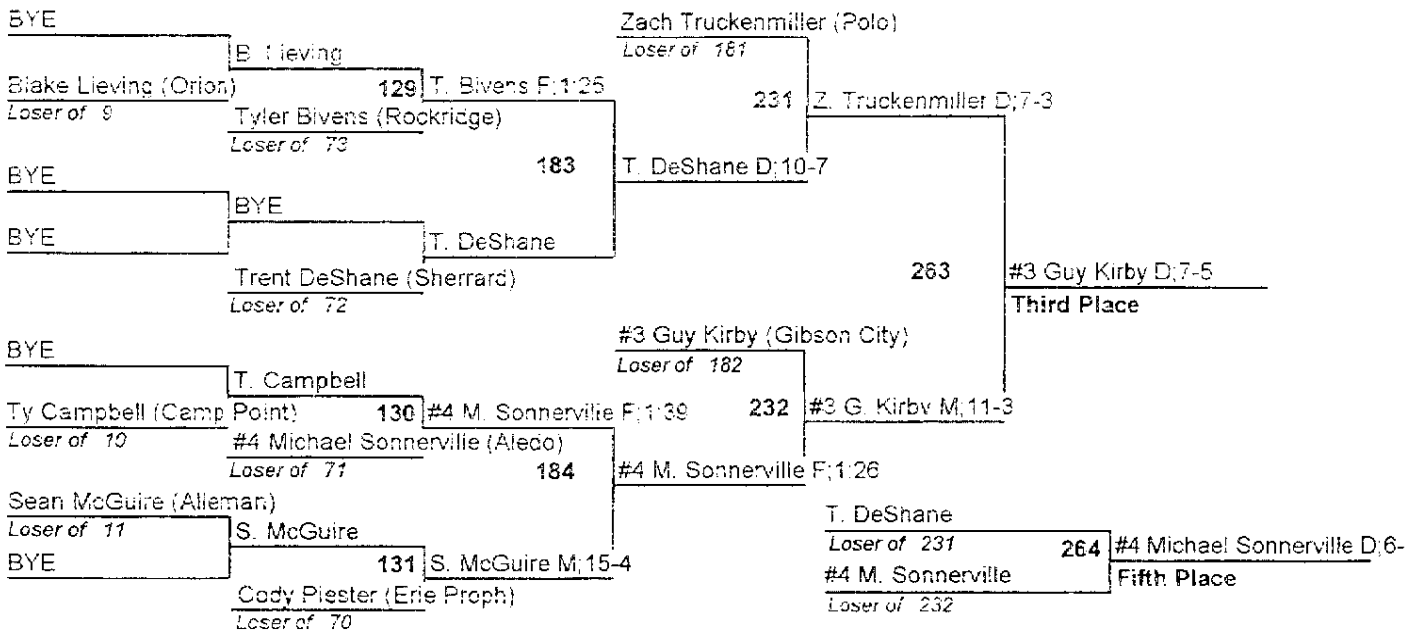 BYE
B. Lieving
Blake Lieving (Orion)
Loser of 9
129
T. Bivens F;1:25
Tyler Bivens (Rockridge)
Loser of 73
183
T. DeShane D;10-7
BYE
BYE
BYE
T. DeShane
Trent DeShane (Sherrard)
Loser of 72
Zach Truckenmiller (Polo)
Loser of 181
231
Z. Truckenmiller D;7-3
263
#3 Guy Kirby D;7-5
Third Place
BYE
T. Campbell
Ty Campbell (Camp Point)
Loser of 10
130
#4 M. Sonnerville F;1:39
#4 Michael Sonnerville (Aledo)
Loser of 71
184
#4 M. Sonnerville F;1:26
Sean McGuire (Alleman)
Loser of 11
S. McGuire
BYE
131
S. McGuire M;15-4
Cody Piester (Erie Proph)
Loser of 70
#3 Guy Kirby (Gibson City)
Loser of 182
232
#3 G. Kirby M;11-3
T. DeShane
Loser of 231
264
#4 Michael Sonnerville D;6-
#4 M. Sonnerville
Fifth Place
Loser of 232